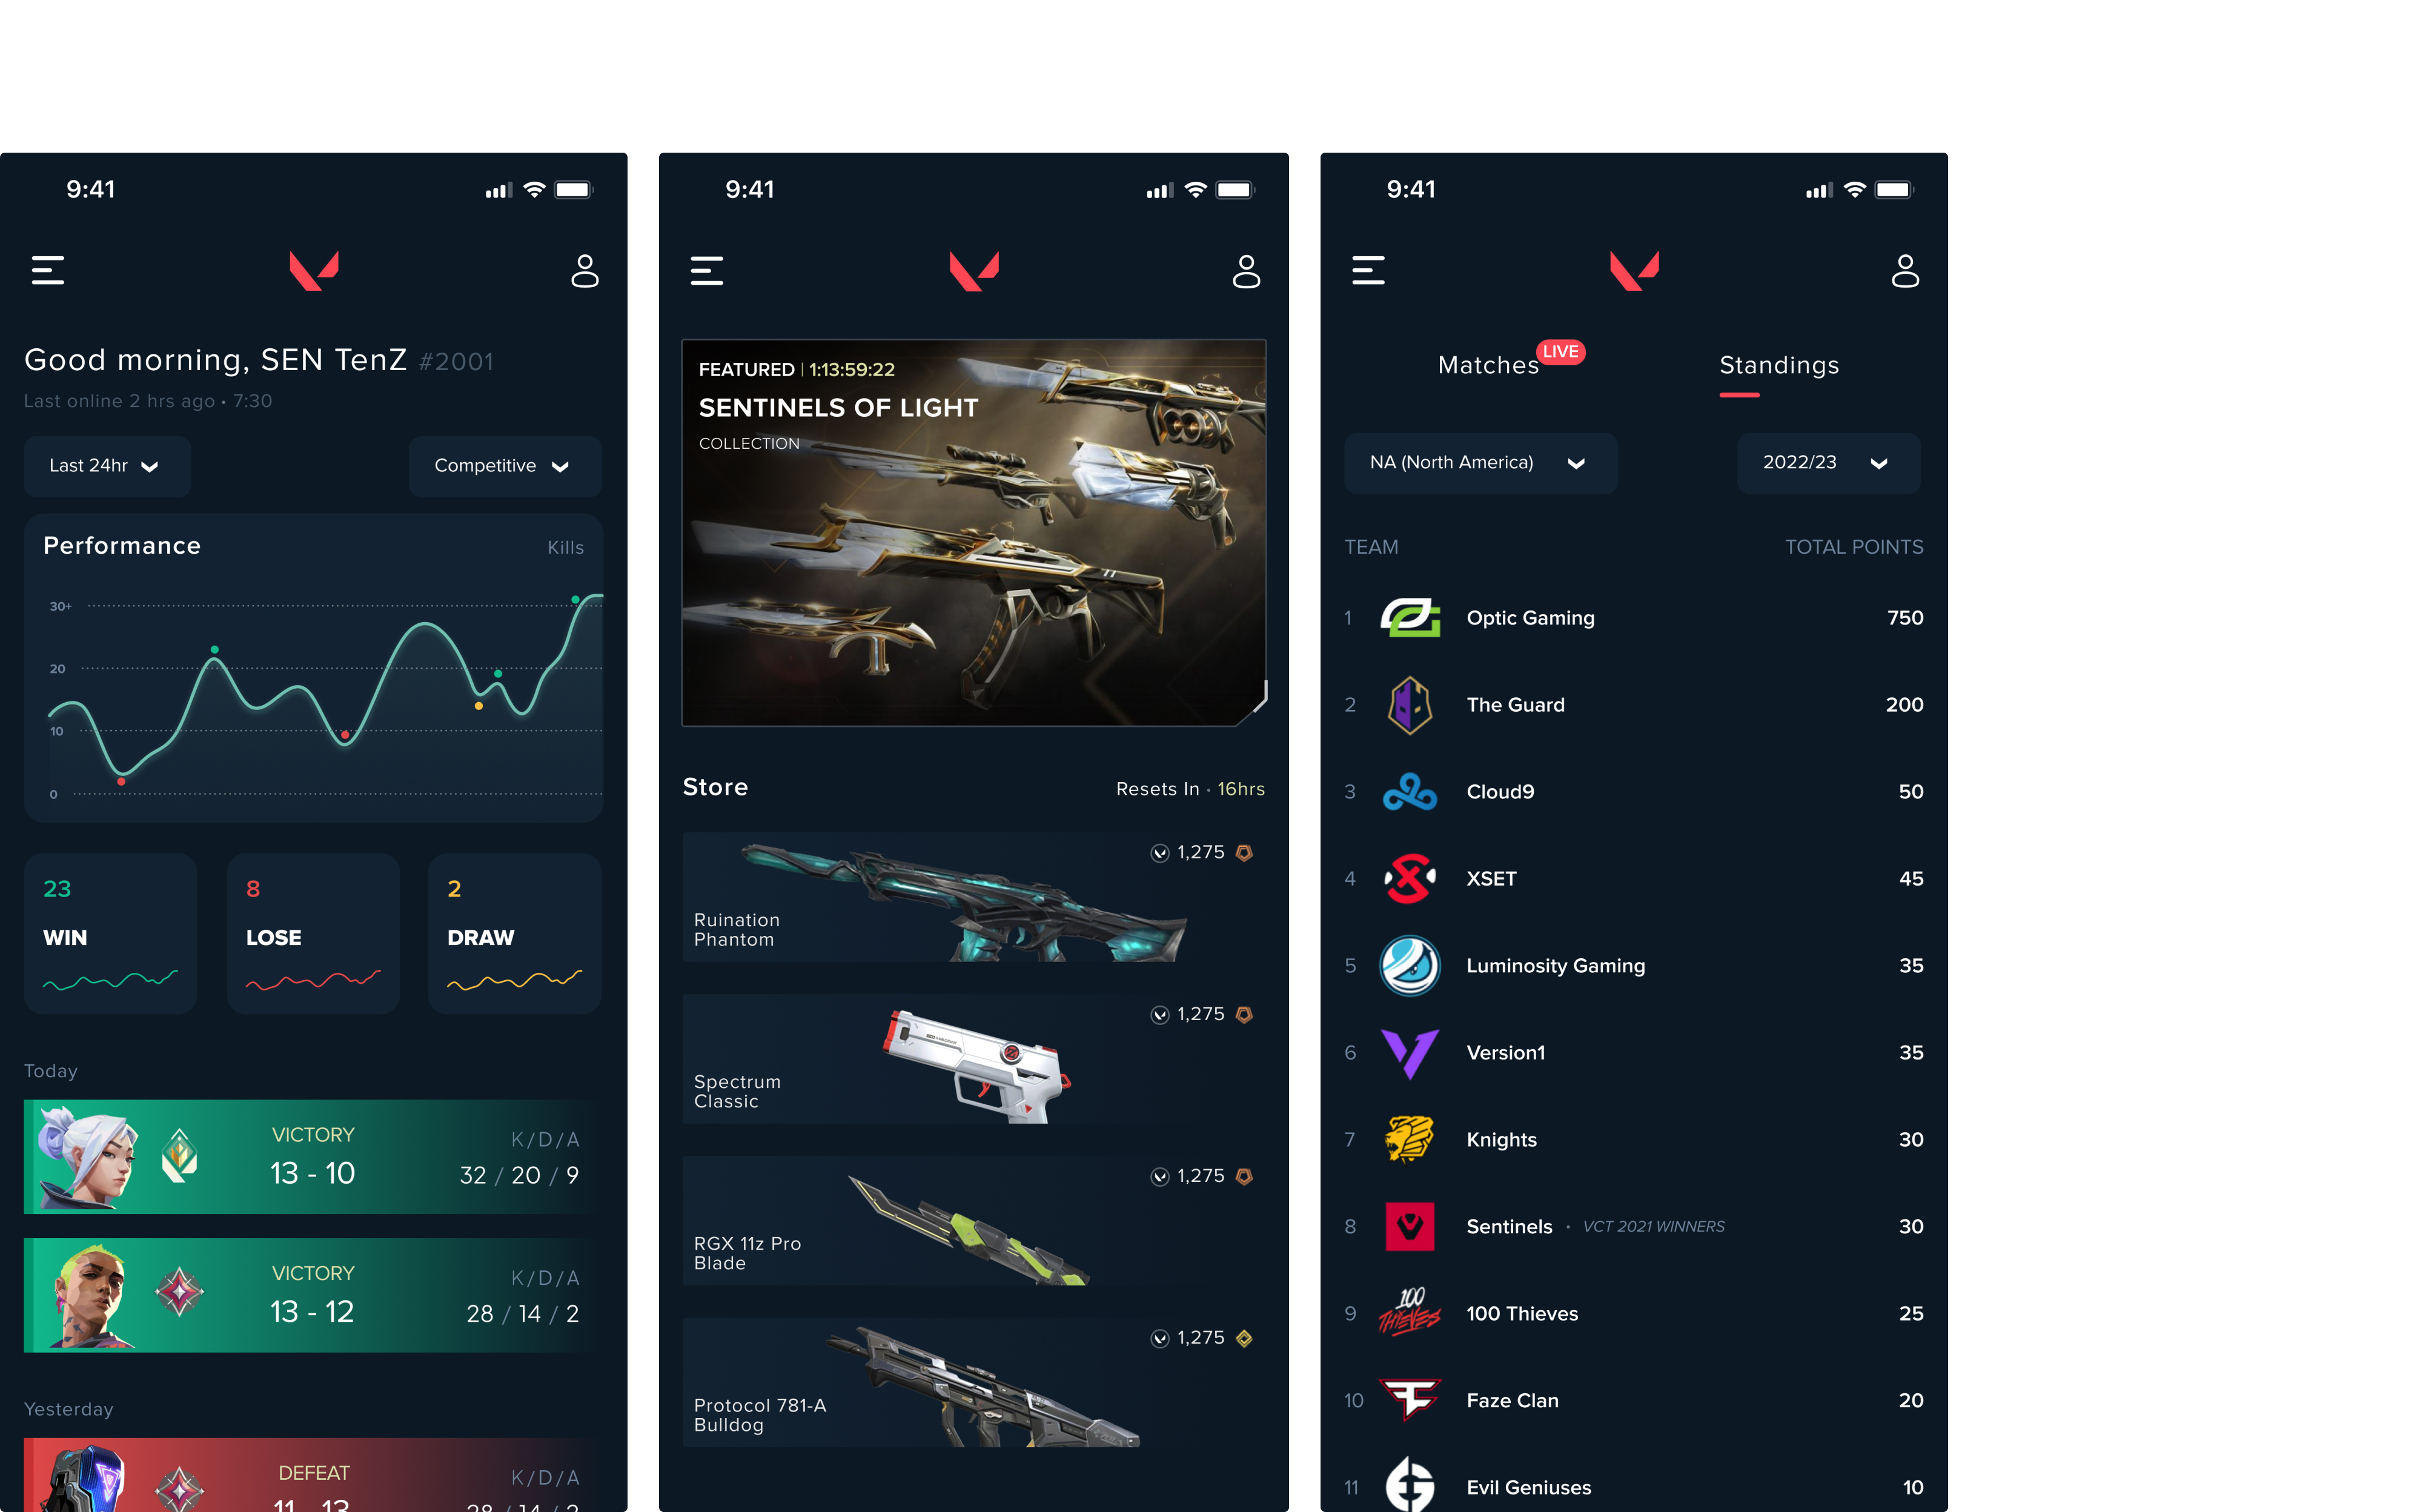 9:41
Good morning, SEN TenZ #2001
Last online 2 hrs ago • 7:30
Last 24hr
Competitive
Performance
Kills
30+
20
10
0
23
WIN
8
LOSE
2
DRAW
Today
VICTORY
13 - 10
K/D/A
32 / 20 / 9
VICTORY
13 - 12
K/D/A
28 / 14 / 2
Yesterday
DEFEAT
11 - 13
K/D/A
28 / 14 / 2
9:41
FEATURED | 1:13:59:22
SENTINELS OF LIGHT
COLLECTION
Store
Resets In • 16hrs
1,275
Ruination
Phantom
1,275
Spectrum
Classic
1,275
RGX 11z Pro
Blade
1,275
Protocol 781-A
Bulldog
9:41
Matches
LIVE
Standings
NA (North America)
2022/23
TEAM
TOTAL POINTS
1 Optic Gaming 750
2 The Guard 200
3 Cloud9 50
4 XSET 45
5 Luminosity Gaming 35
6 Version1 35
7 Knights 30
8 Sentinels • VCT 2021 WINNERS 30
9 100 THIEVES 100 Thieves 25
10 Faze Clan 20
11 Evil Geniuses 10